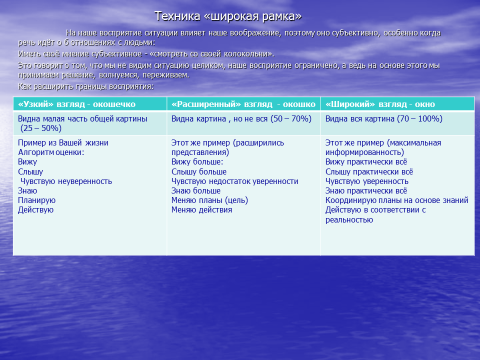 Техника «широкая рамка»
На наше восприятие ситуации влияет наше воображение, поэтому оно субъективно, особенно когда
речь идёт о б отношениях с людьми.
Иметь своё мнение субъективное - «смотреть со своей колокольни».
Это говорит о том, что мы не видим ситуацию целиком, наше восприятие ограничено, а ведь на основе этого мы
принимаем решение, волнуемся, переживаем.
Как расширить границы восприятия:
«Узкий» взгляд - окошечко
Видна малая часть общей картины
(25 – 50%)
Пример из Вашей жизни
Алгоритм оценки:
Вижу
Слышу
Чувствую неуверенность
Знаю
Планирую
Действую
«Расширенный» взгляд - окошко
Видна картина , но не вся (50 – 70%)
Этот же пример (расширились
представления)
Вижу больше:
Слышу больше
Чувствую недостаток уверенности
Знаю больше
Меняю планы (цель)
Меняю действия
«Широкий» взгляд - окно
Видна вся картина (70 – 100%)
Этот же пример (максимальная
информированность)
Вижу практически всё
Слышу практически всё
Чувствую уверенность
Знаю практически всё
Координирую планы на основе знаний
Действую в соответствии с
реальностью